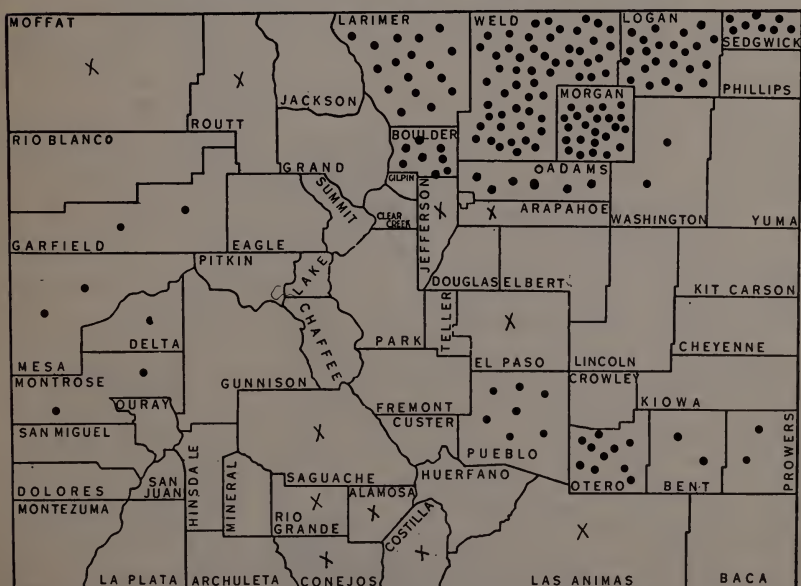 MOFFAT
LARIMER
WELD
LOGAN
SEDGWICK
PHILLIPS
JACKSON
MORGAN
ROUTT
RIO BLANCO
BOULDER
GRAND
GILPIN
ADAMS
SUMMIT
CLEAR
CREEK
JEFFERSON
ARAPAHOE
WASHINGTON
YUMA
GARFIELD
EAGLE
PITKIN
LAKE
DOUGLAS
ELBERT
KIT CARSON
CHAFFEE
TELLER
DELTA
PARK
MESA
EL PASO
LINCOLN
CHEYENNE
MONTROSE
GUNNISON
CROWLEY
OURAY
FREMONT
KIOWA
CUSTER
SAN MIGUEL
PUEBLO
PROWERS
HINSDALE
MINERAL
SAGUACHE
HUERFANO
OTERO
BENT
DOLORES
SAN
JUAN
ALAMOSA
MONTEZUMA
RIO
GRANDE
COSTILLA
LA PLATA
ARCHULETA
CONEJOS
LAS ANIMAS
BACA